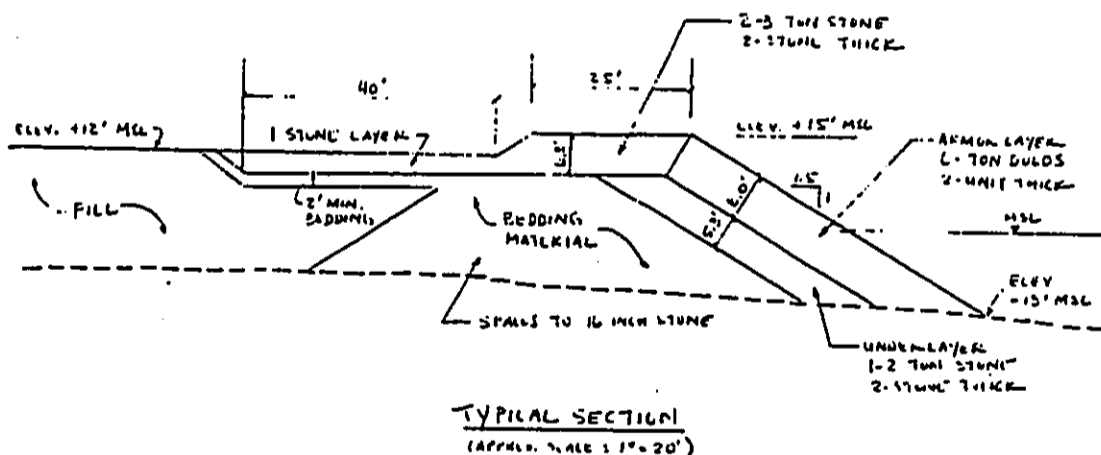 2-3 TON STONE
2-STONE THICK
40'
25'
ELEV. +12' MSL
1 STONE LAYER
ELEV. +15' MSL
ARMOR LAYER
TON DOLOS
2-UNIT THICK
1.5
1
MSL
FILL
2' MIN.
BEDDING
BEDDING
MATERIAL
ELEV
-15' MSL
SPALLS TO 16 INCH STONE
UNDERLAYER
1-2 TON STONE
2-STONE THICK
TYPICAL SECTION
(APPROX. SCALE : 1" = 20')